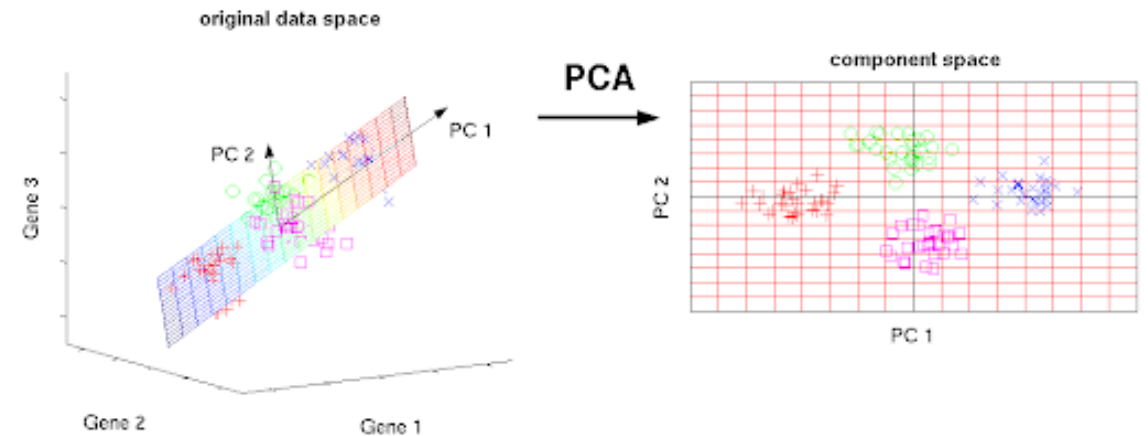 original data space
PC 1
PC 2
Gene 3
Gene 2
Gene 1
PCA
component space
PC 2
PC 1